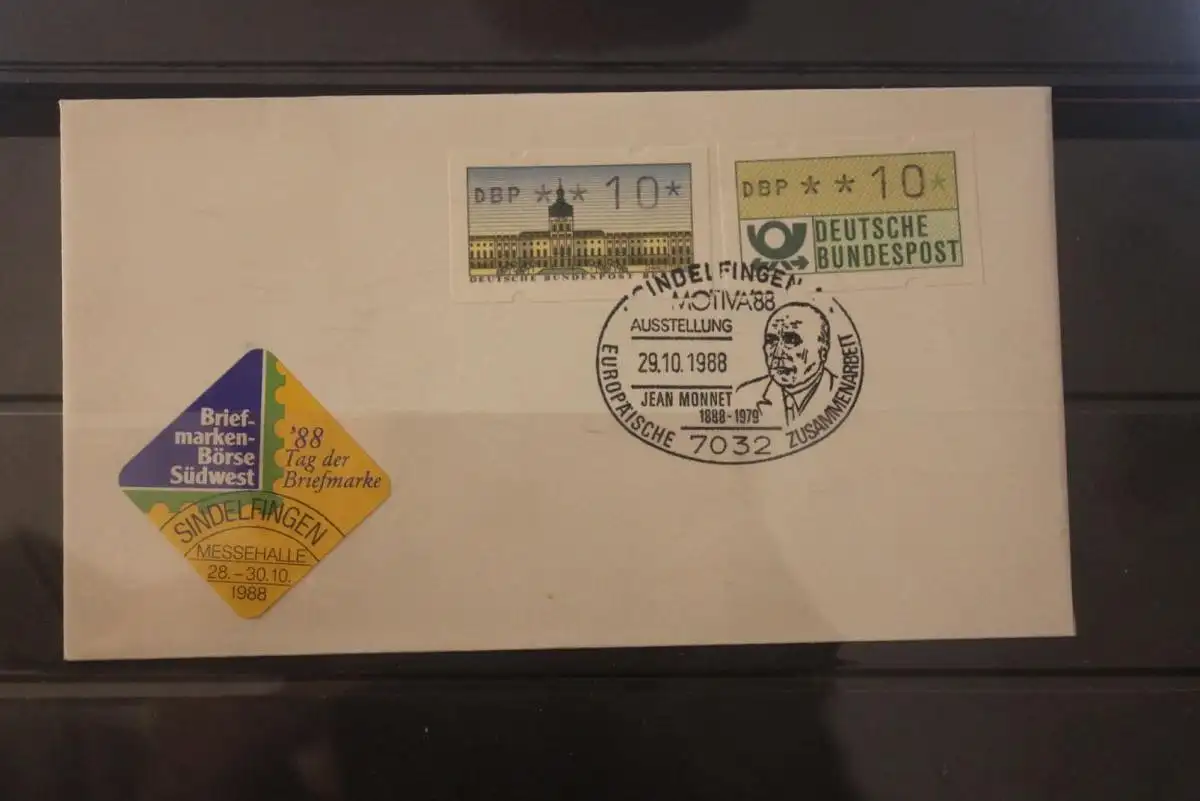 DBP ** 10*
DEUTSCHE BUNDESPOST
DBP ** 10*
DEUTSCHE
BUNDESPOST
SINDELFINGEN
MOTIVA'88
AUSSTELLUNG
29.10.1988
JEAN MONNET
1888-1979
7032
EUROPÄISCHE ZUSAMMENARBEIT
Brief-
marken-
Börse
Südwest
'88
Tag der
Briefmarke
SINDELFINGEN
MESSEHALLE
28.-30.10.
1988